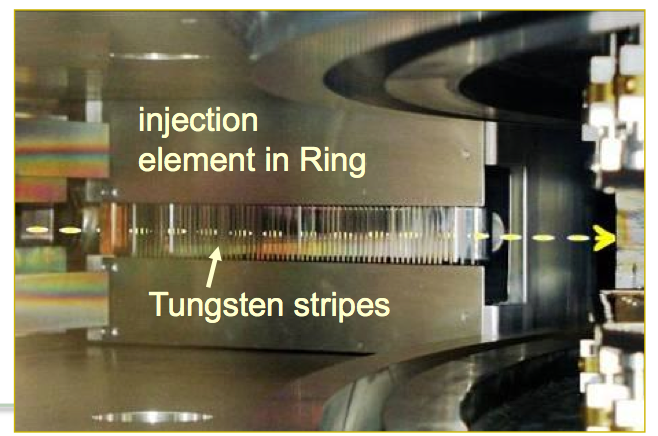 injection
element in Ring
Tungsten stripes